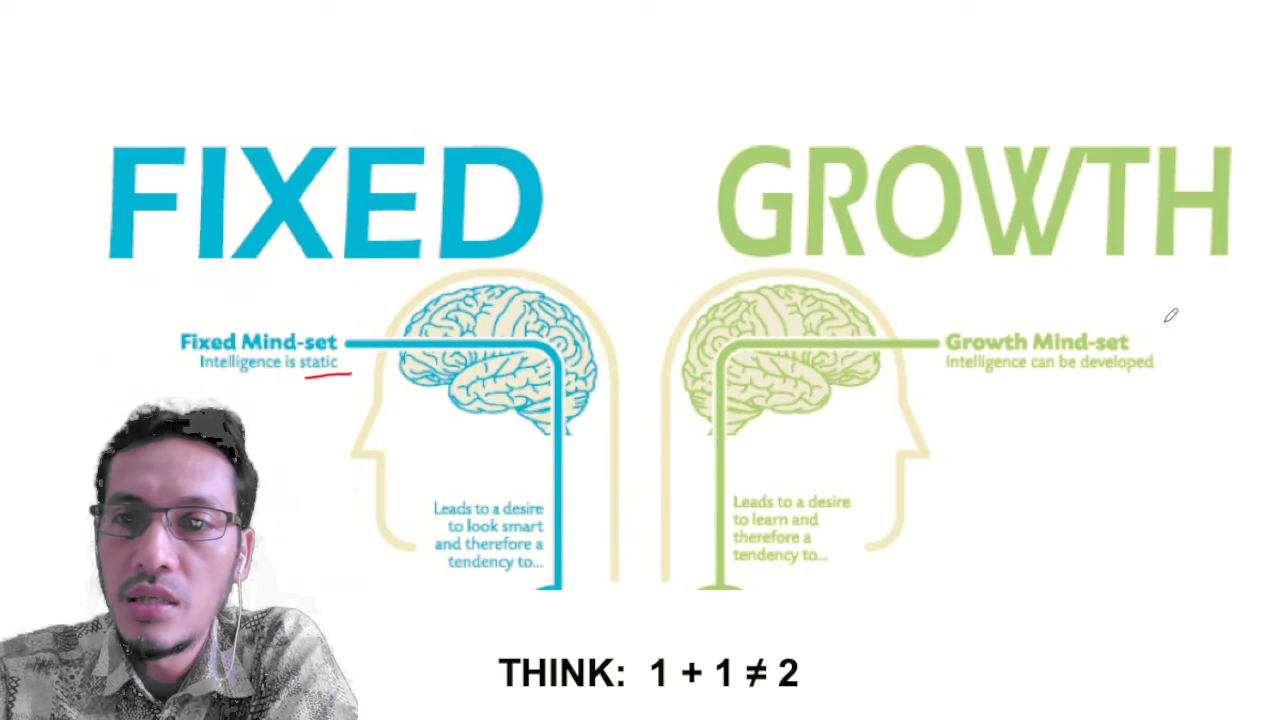 FIXED
GROWTH
Fixed Mind-set
Intelligence is static
Growth Mind-set
Intelligence can be developed
Leads to a desire
to look smart
and therefore a
tendency to...
Leads to a desire
to learn and
therefore a
tendency to...
THINK: 1 + 1 ≠ 2